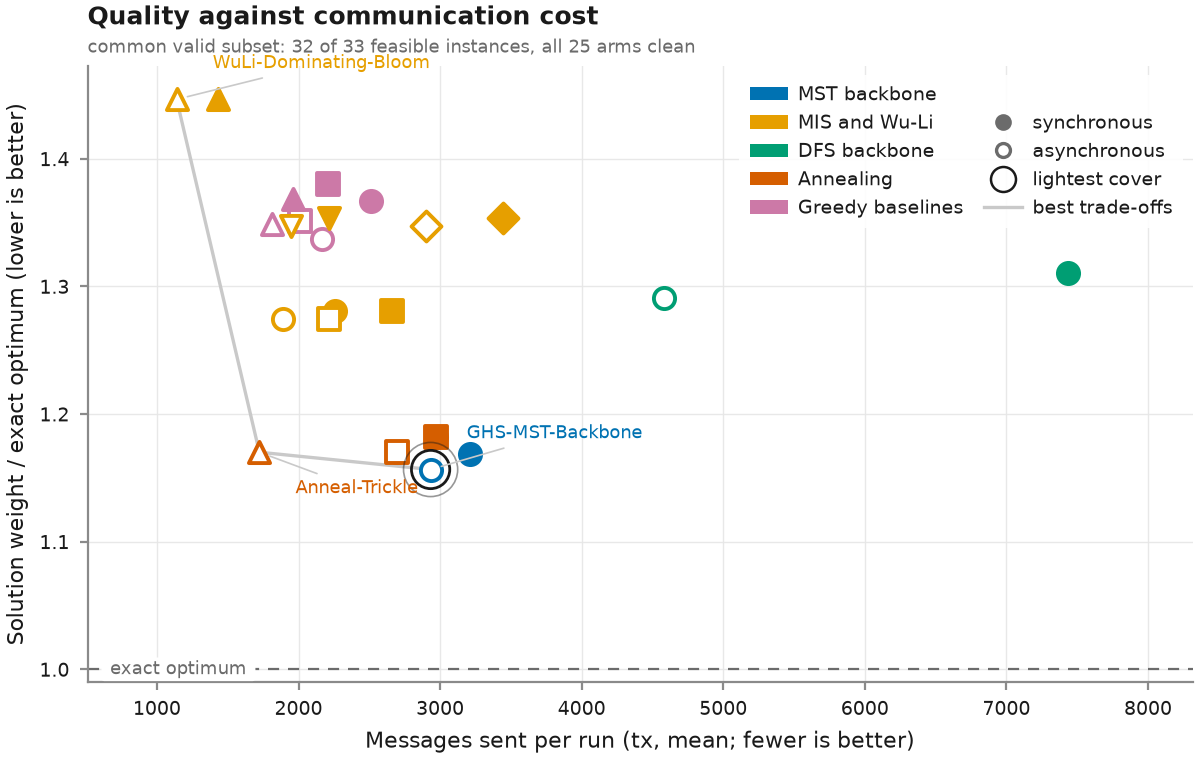 Quality against communication cost
common valid subset: 32 of 33 feasible instances, all 25 arms clean
WuLi-Dominating-Bloom
MST backbone
MIS and Wu-Li
synchronous
DFS backbone
asynchronous
Annealing
lightest cover
Greedy baselines
best trade-offs
GHS-MST-Backbone
Anneal-Trickle
exact optimum
Solution weight / exact optimum (lower is better)
1.4
1.3
1.2
1.1
1.0
1000
2000
3000
4000
5000
6000
7000
8000
Messages sent per run (tx, mean; fewer is better)